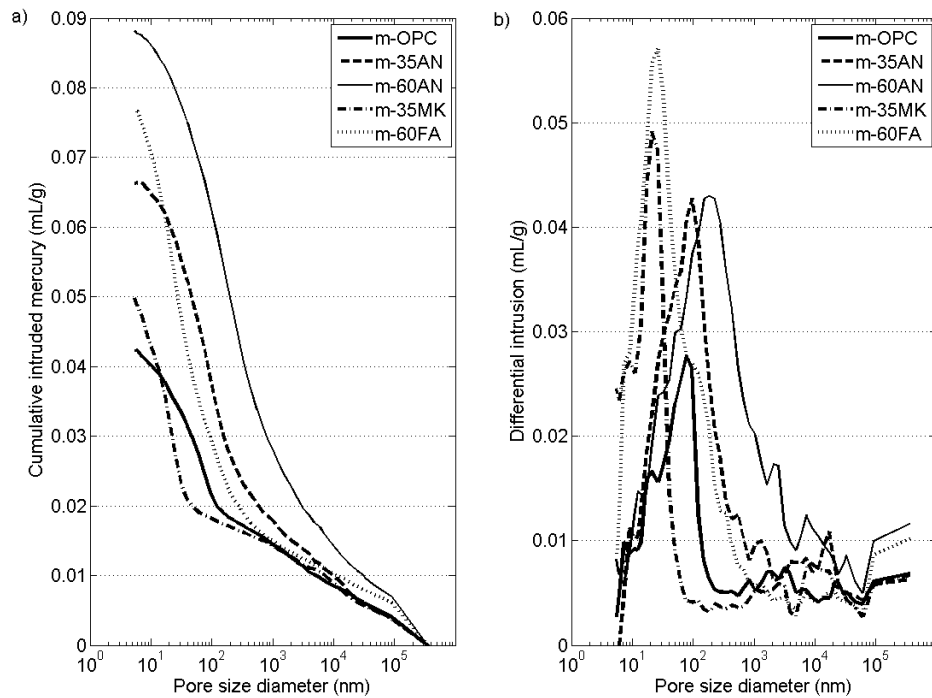 a)
Cumulative intruded mercury (mL/g)
0.09
0.08
0.07
0.06
0.05
0.04
0.03
0.02
0.01
0
10^0
10^1
10^2
10^3
10^4
10^5
Pore size diameter (nm)
m-OPC
m-35AN
m-60AN
m-35MK
m-60FA
b)
Differential intrusion (mL/g)
0.06
0.05
0.04
0.03
0.02
0.01
0
10^0
10^1
10^2
10^3
10^4
10^5
Pore size diameter (nm)
m-OPC
m-35AN
m-60AN
m-35MK
m-60FA